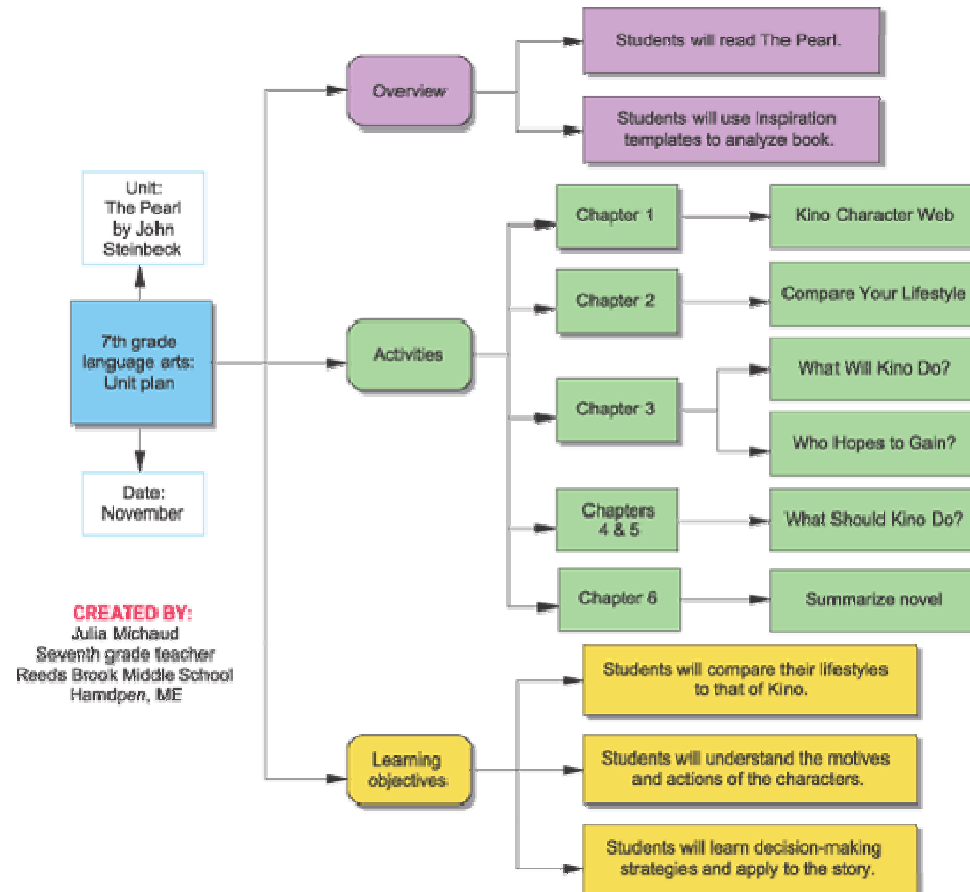 Unit:
The Pearl
by John
Steinbeck
7th grade
language arts:
Unit plan
Date:
November
CREATED BY:
Julia Michaud
Seventh grade teacher
Reeds Brook Middle School
Hamdpen, ME
Overview
Students will read The Pearl.
Students will use Inspiration
templates to analyze book.
Activities
Chapter 1
Kino Character Web
Chapter 2
Compare Your Lifestyle
Chapter 3
What Will Kino Do?
Who Hopes to Gain?
Chapters
4 & 5
What Should Kino Do?
Chapter 6
Summarize novel
Learning
objectives
Students will compare their lifestyles
to that of Kino.
Students will understand the motives
and actions of the characters.
Students will learn decision-making
strategies and apply to the story.